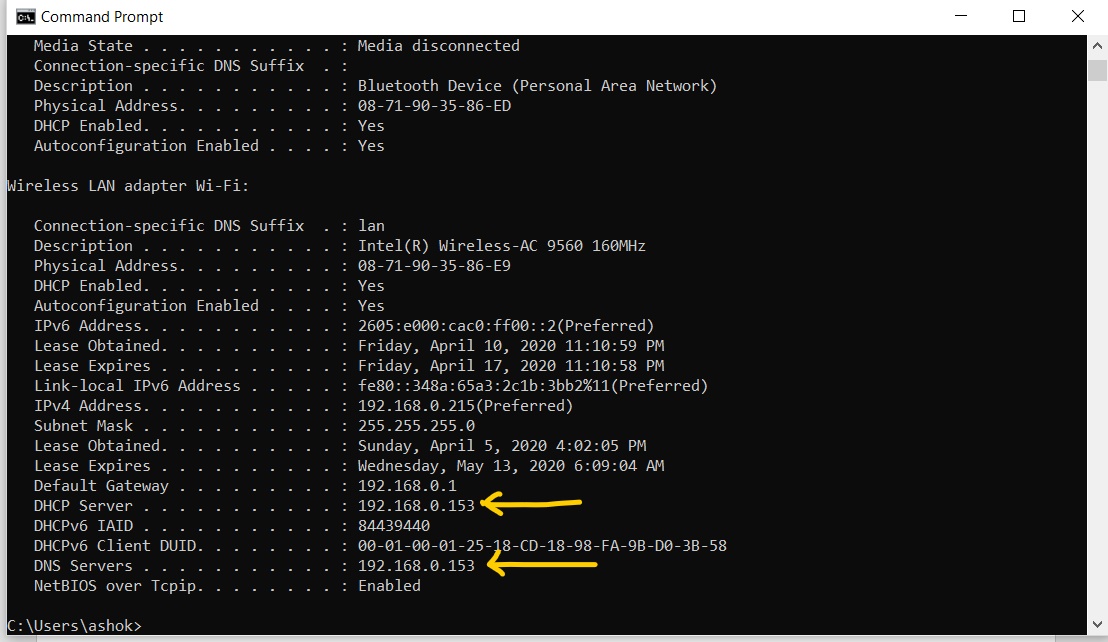 Command Prompt
Media State . . . . . . . . . . . : Media disconnected
Connection-specific DNS Suffix  . :
Description . . . . . . . . . . . : Bluetooth Device (Personal Area Network)
Physical Address. . . . . . . . . : 08-71-90-35-86-ED
DHCP Enabled. . . . . . . . . . . : Yes
Autoconfiguration Enabled . . . . : Yes
Wireless LAN adapter Wi-Fi:
Connection-specific DNS Suffix  . : lan
Description . . . . . . . . . . . : Intel(R) Wireless-AC 9560 160MHz
Physical Address. . . . . . . . . : 08-71-90-35-86-E9
DHCP Enabled. . . . . . . . . . . : Yes
Autoconfiguration Enabled . . . . : Yes
IPv6 Address. . . . . . . . . . . : 2605:e000:cac0:ff00::2(Preferred)
Lease Obtained. . . . . . . . . . : Friday, April 10, 2020 11:10:59 PM
Lease Expires . . . . . . . . . . : Friday, April 17, 2020 11:10:58 PM
Link-local IPv6 Address . . . . . : fe80::348a:65a3:2c1b:3bb2%11(Preferred)
IPv4 Address. . . . . . . . . . . : 192.168.0.215(Preferred)
Subnet Mask . . . . . . . . . . . : 255.255.255.0
Lease Obtained. . . . . . . . . . : Sunday, April 5, 2020 4:02:05 PM
Lease Expires . . . . . . . . . . : Wednesday, May 13, 2020 6:09:04 AM
Default Gateway . . . . . . . . . : 192.168.0.1
DHCP Server . . . . . . . . . . . : 192.168.0.153
DHCPv6 IAID . . . . . . . . . . . : 84439440
DHCPv6 Client DUID. . . . . . . . : 00-01-00-01-25-18-CD-18-98-FA-9B-D0-3B-58
DNS Servers . . . . . . . . . . . : 192.168.0.153
NetBIOS over Tcpip. . . . . . . . : Enabled
C:\Users\ashok>